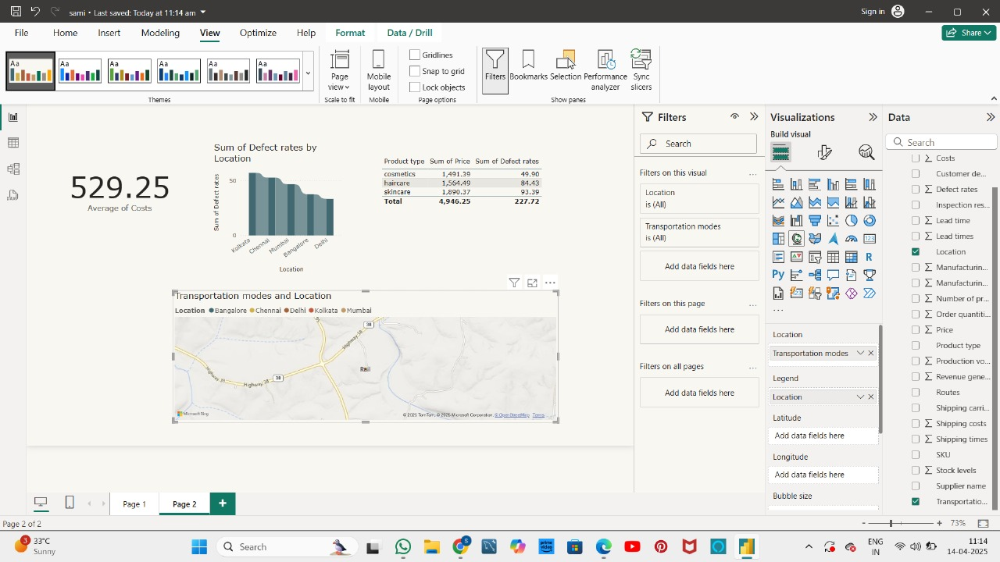 sami • Last saved: Today at 11:14 am
Sign in
File Home Insert Modeling View Optimize Help Format Data / Drill
Share
Aa Aa Aa Aa Aa Aa
Page view
Mobile layout
Gridlines
Snap to grid
Lock objects
Filters
Bookmarks
Selection
Performance analyzer
Sync slicers
Themes
Scale to fit
Mobile
Page options
Show panes
529.25
Average of Costs
Sum of Defect rates by
Location
Sum of Defect rates
50
0
Kolkata
Chennai
Mumbai
Bangalore
Delhi
Location
Product type Sum of Price Sum of Defect rates
cosmetics 1,491.39 49.90
haircare 1,564.49 84.43
skincare 1,890.37 93.39
Total 4,946.25 227.72
Transportation modes and Location
Location Bangalore Chennai Delhi Kolkata Mumbai
38
Highway 38
Rail
38
Highway 38
Highway 38
Microsoft Bing
© 2025 TomTom, © 2025 Microsoft Corporation, © OpenStreetMap Terms
Filters
Search
Filters on this visual
...
Location
is (All)
Transportation modes
is (All)
Add data fields here
Filters on this page
...
Add data fields here
Filters on all pages
...
Add data fields here
Visualizations
Build visual
123
R
Py
...
Location
Transportation modes
Legend
Location
Latitude
Add data fields here
Longitude
Add data fields here
Bubble size
Data
Search
Costs
Customer de...
Defect rates
Inspection res...
Lead time
Lead times
Location
Manufacturin...
Manufacturin...
Number of pr...
Order quantiti...
Price
Product type
Production vo...
Revenue gene...
Routes
Shipping carri...
Shipping costs
Shipping times
SKU
Stock levels
Supplier name
Transportatio...
Page 1
Page 2
+
Page 2 of 2
- + 73%
3
33°C
Sunny
Search
S
ENG
IN
11:14
14-04-2025